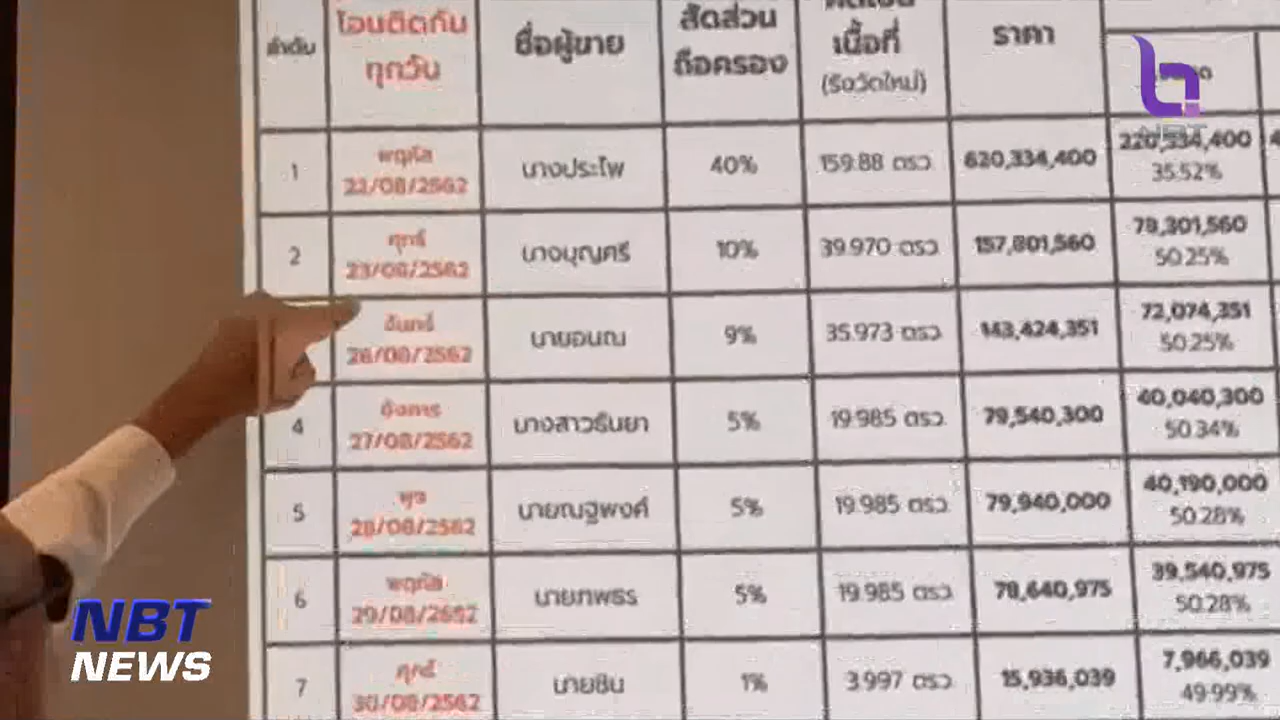 ลำดับ
โอนติดกัน
ทุกวัน
ชื่อผู้ขาย
สัดส่วน
ถือครอง
เนื้อที่
(รังวัดใหม่)
ราคา
NBT
1
พฤหัส
22/08/2562
นางประไพ
40%
159.88 ตรว
620,334,400
220,334,400
35.52%
2
ศุกร์
23/08/2562
นางบุญศรี
10%
39.970 ตรว
157,801,560
78,301,560
50.25%
จันทร์
26/08/2562
นายอนณ
9%
35.973 ตรว
143,424,351
72,074,351
50.25%
4
อังคาร
27/08/2562
นางสาวธันยา
5%
19.985 ตรว
79,540,300
40,040,300
50.34%
5
พุธ
28/08/2562
นายณฐพงศ์
5%
19.985 ตรว
79,940,000
40,190,000
50.28%
6
พฤหัส
29/08/2562
นายภพธร
5%
19.985 ตรว
78,640,975
39,540,975
50.28%
7
ศุกร์
30/08/2562
นายชิน
1%
3.997 ตรว
15,936,039
7,966,039
49.99%
NBT
NEWS